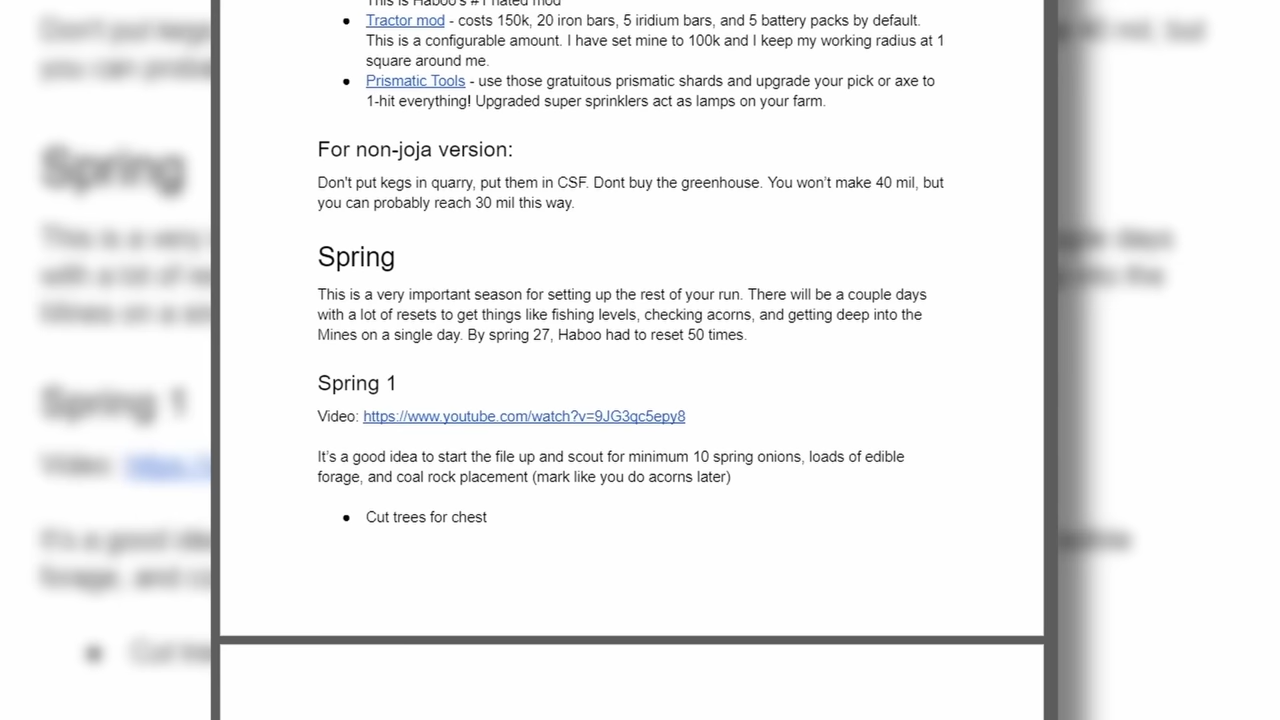 This is Haboo's #1 hated mod
Tractor mod - costs 150k, 20 iron bars, 5 iridium bars, and 5 battery packs by default.
This is a configurable amount. I have set mine to 100k and I keep my working radius at 1
square around me.
Prismatic Tools - use those gratuitous prismatic shards and upgrade your pick or axe to
1-hit everything! Upgraded super sprinklers act as lamps on your farm.
For non-joja version:
Don't put kegs in quarry, put them in CSF. Dont buy the greenhouse. You won’t make 40 mil, but
you can probably reach 30 mil this way.
Spring
This is a very important season for setting up the rest of your run. There will be a couple days
with a lot of resets to get things like fishing levels, checking acorns, and getting deep into the
Mines on a single day. By spring 27, Haboo had to reset 50 times.
Spring 1
Video: https://www.youtube.com/watch?v=9JG3qc5epy8
It’s a good idea to start the file up and scout for minimum 10 spring onions, loads of edible
forage, and coal rock placement (mark like you do acorns later)
Cut trees for chest